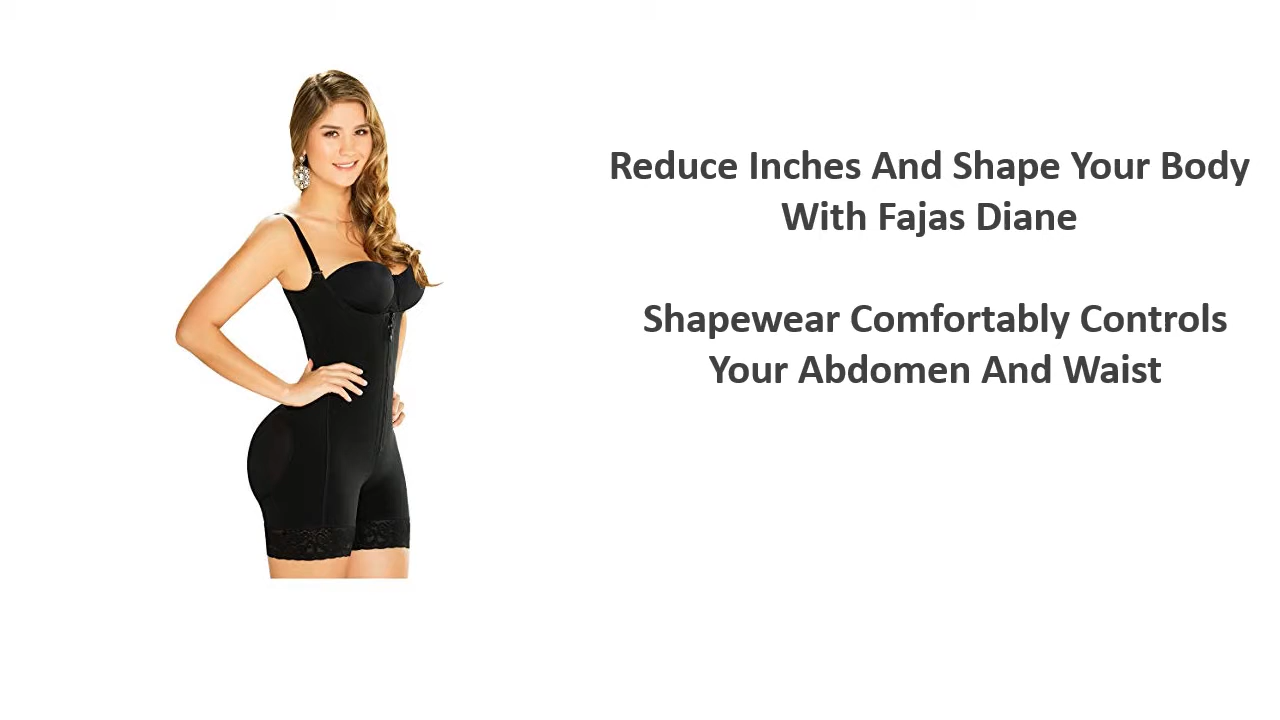 Reduce Inches And Shape Your Body
With Fajas Diane
Shapewear Comfortably Controls
Your Abdomen And Waist